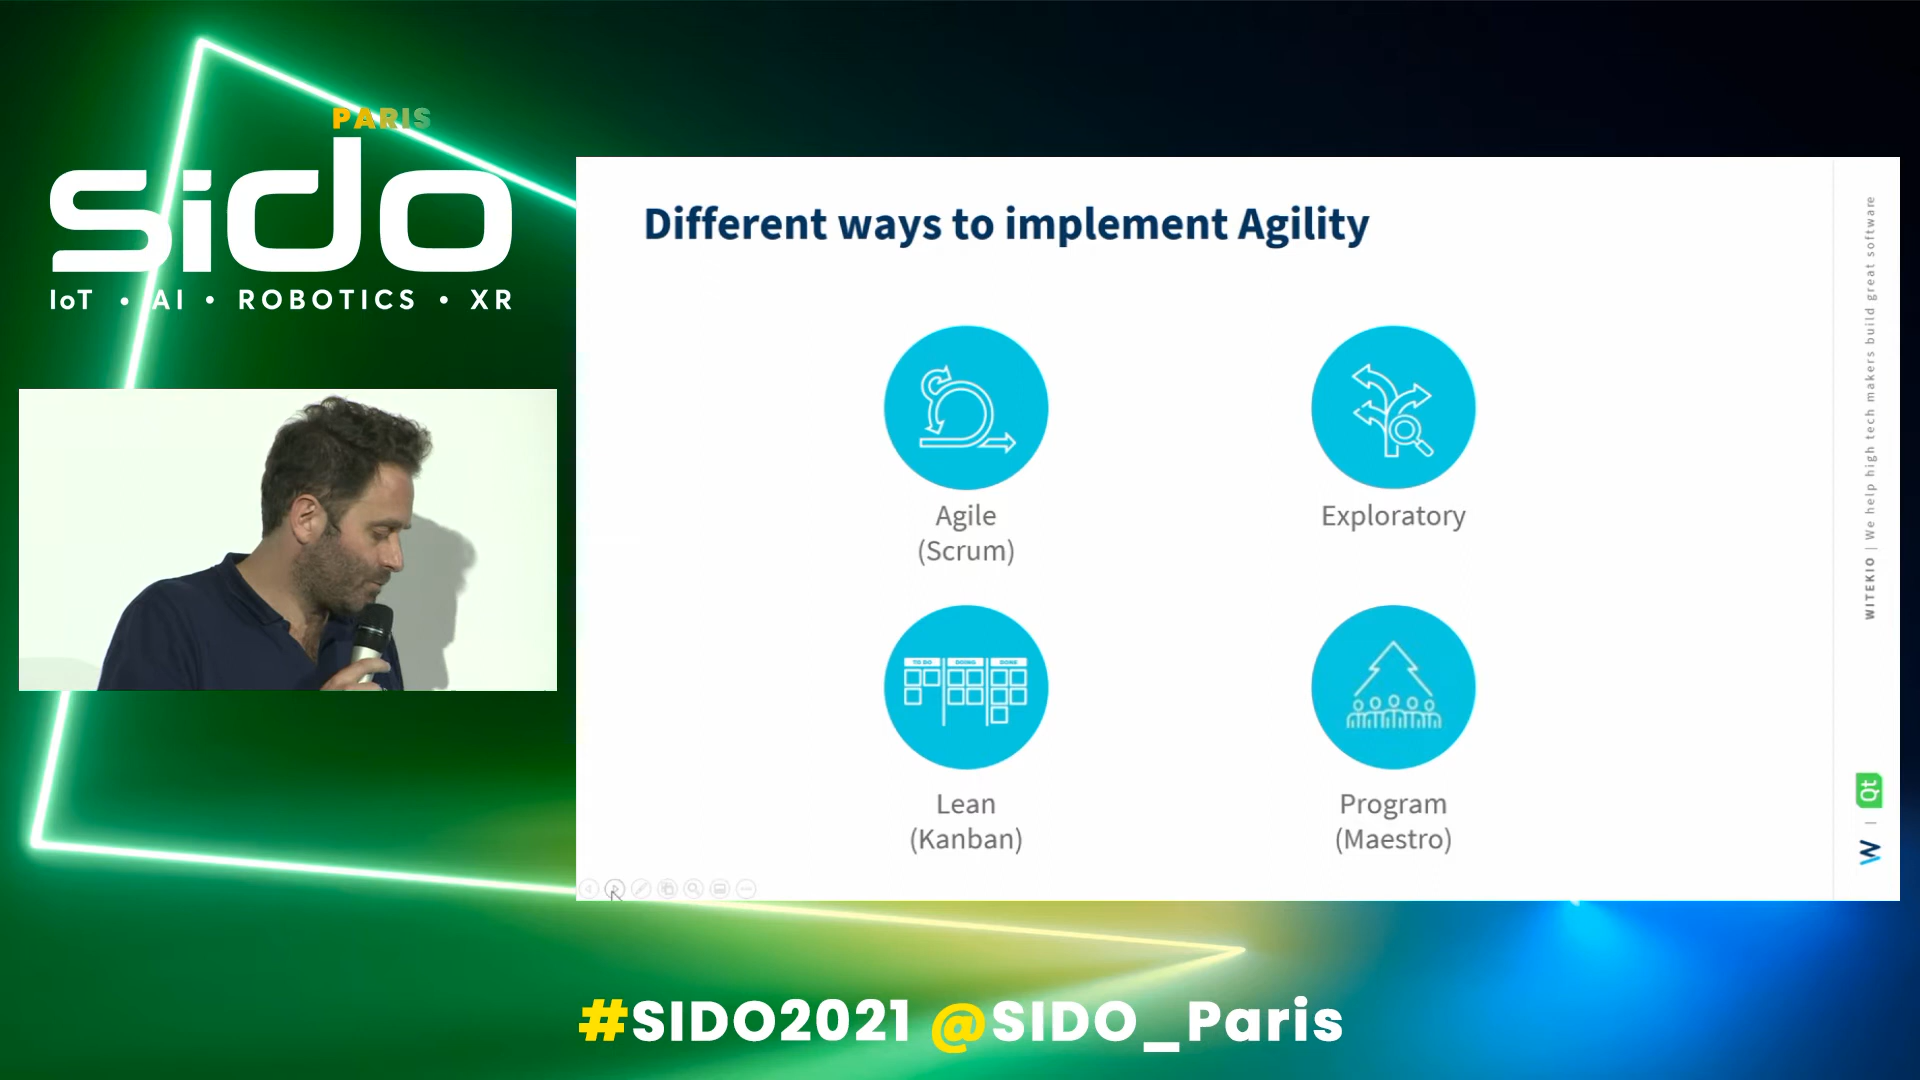 PARIS
sido
IoT • AI • ROBOTICS • XR
Different ways to implement Agility
Agile
(Scrum)
Exploratory
TO DO DOING DONE
Lean
(Kanban)
Program
(Maestro)
WITEKIO | We help high tech makers build great software
W | Qt
#SIDO2021 @SIDO_Paris